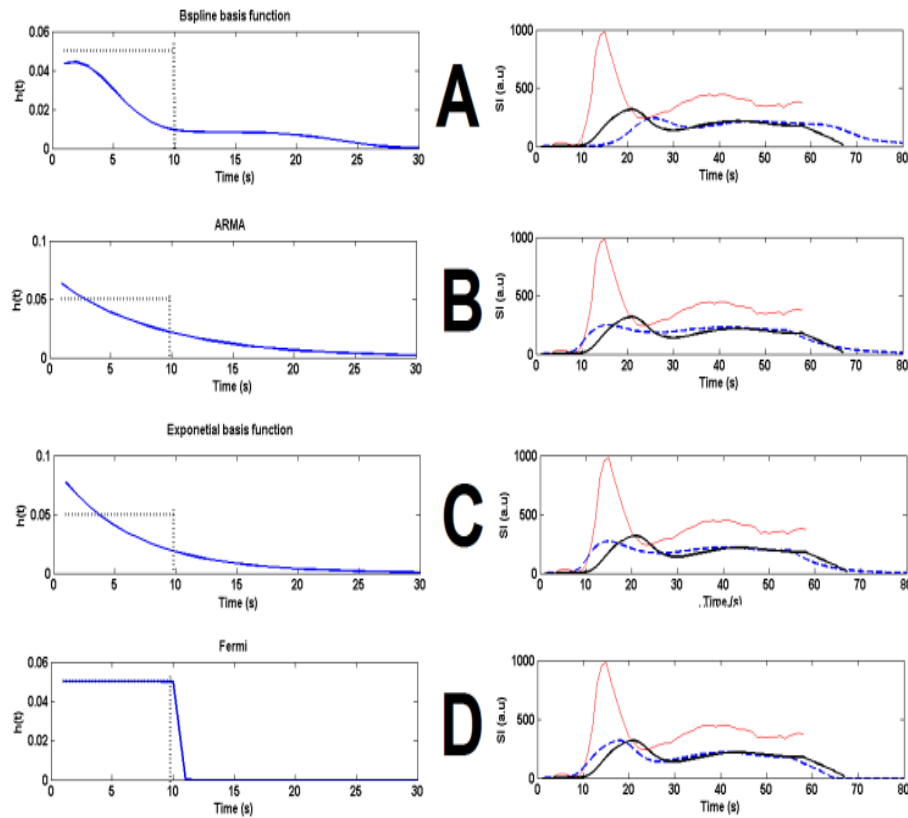 Bspline basis function
h(t)
0.06
0.04
0.02
0
0 5 10 15 20 25 30
Time (s)
A
SI (a.u)
1000
500
0
0 10 20 30 40 50 60 70 80
Time (s)
ARMA
h(t)
0.1
0.05
0
0 5 10 15 20 25 30
Time (s)
B
SI (a.u)
1000
500
0
0 10 20 30 40 50 60 70 80
Time (s)
Exponetial basis function
h(t)
0.1
0.05
0
0 5 10 15 20 25 30
Time (s)
C
SI (a.u)
1000
500
0
0 10 20 30 40 50 60 70 80
Time (s)
Fermi
h(t)
0.06
0.04
0.02
0
0 5 10 15 20 25 30
Time (s)
D
SI (a.u)
1000
500
0
0 10 20 30 40 50 60 70 80
Time (s)